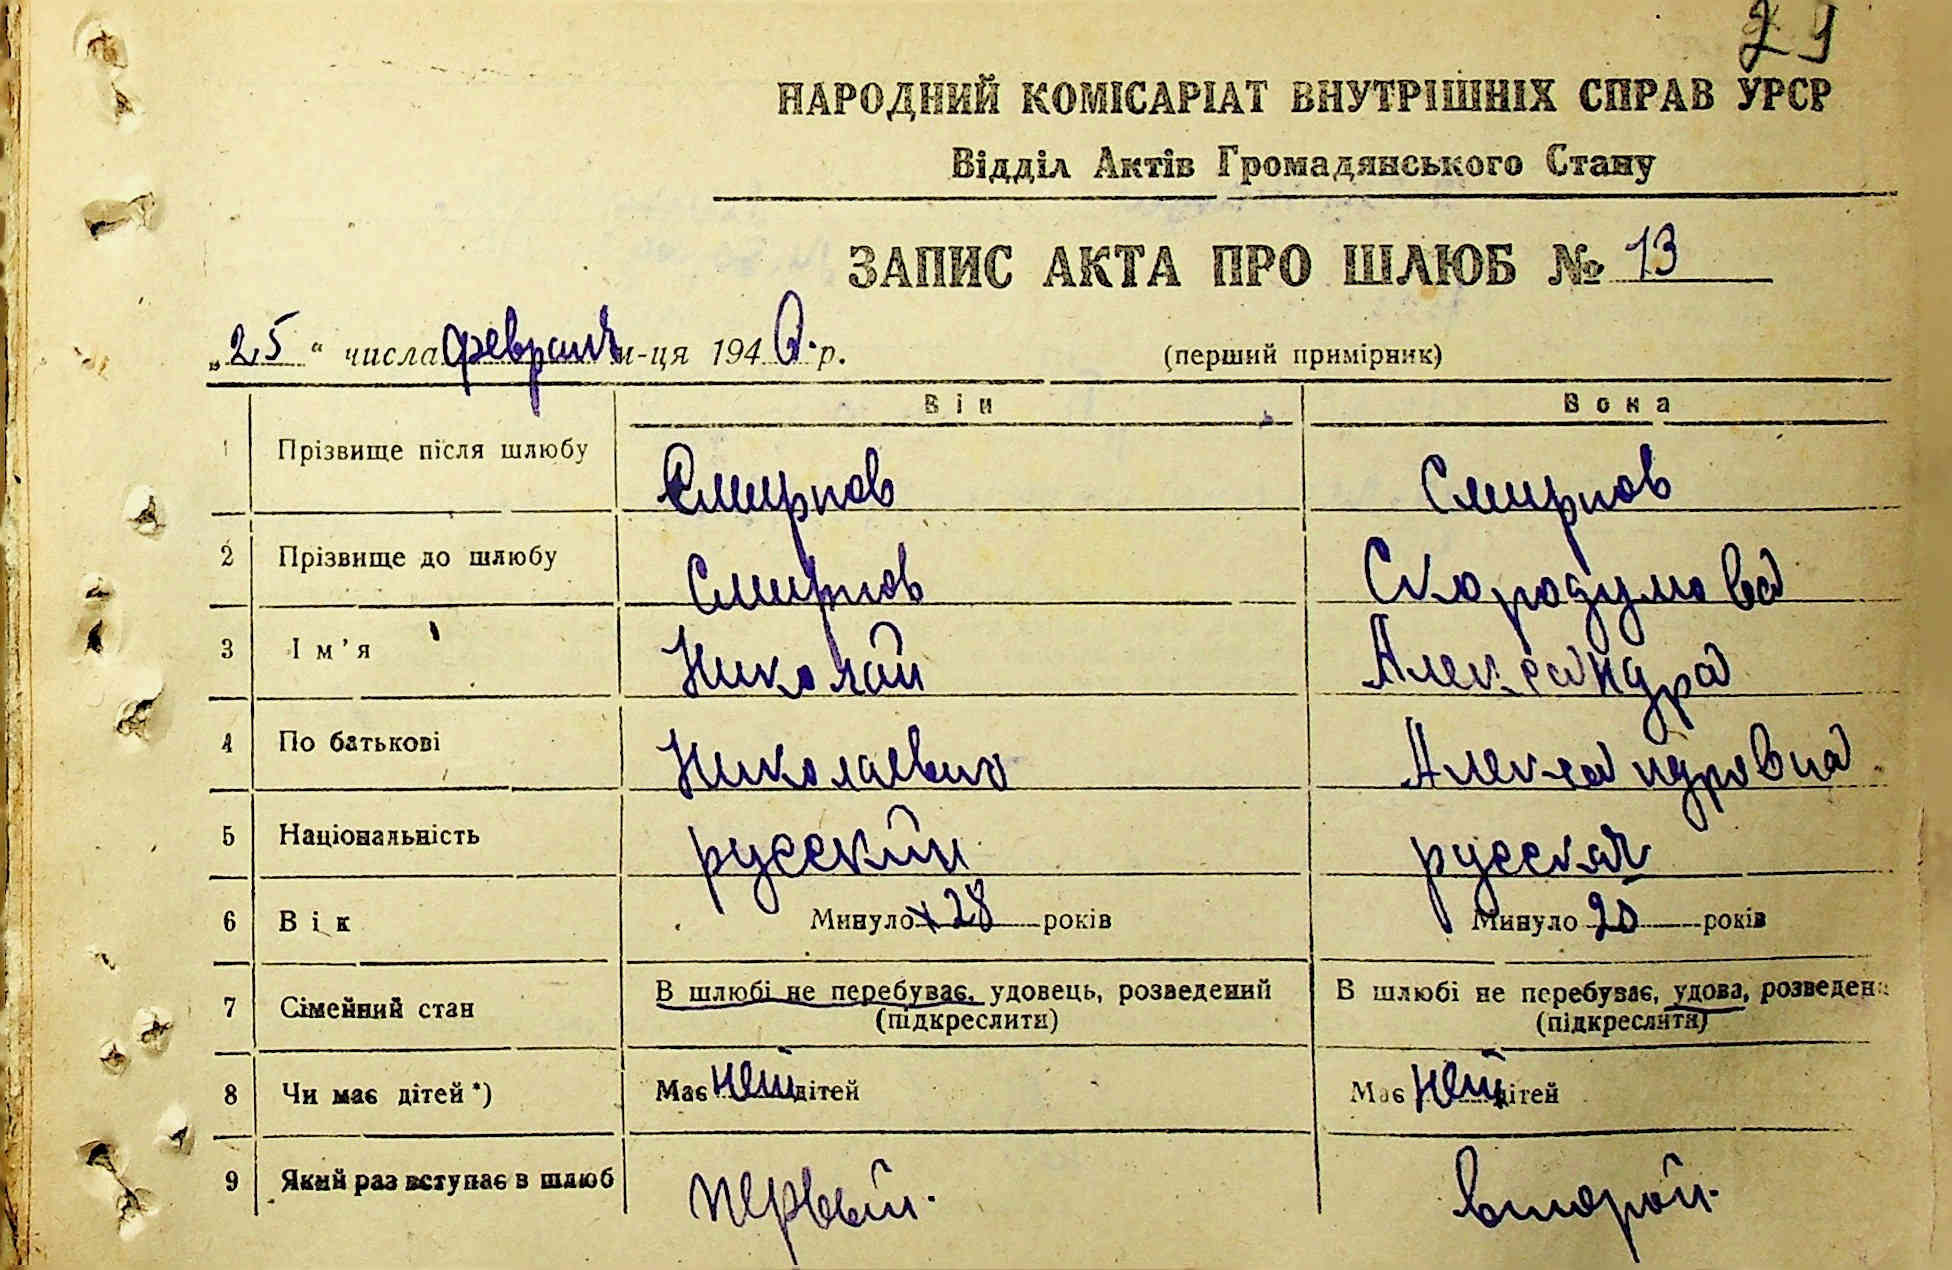 29
НАРОДНИЙ КОМІСАРІАТ ВНУТРІШНІХ СПРАВ УРСР
Відділ Актів Громадянського Стану
ЗАПИС АКТА ПРО ШЛЮБ № 13
„25“ числа февраля м-ця 1946 р. (перший примірник)
Він Вона
1 Прізвище після шлюбу Смирнов Смирнов
2 Прізвище до шлюбу Смирнов Скородумова
3 Ім'я Николай Александра
4 По батькові Николаевич Александровна
5 Національність русский русская
6 Вік Минуло 28 років Минуло років
7 Сімейний стан В шлюбі не перебуває, удовець, розведений В шлюбі не перебуває, удова, розведена
(підкреслити) (підкреслити)
8 Чи має дітей *) Має нет дітей Має нет дітей
9 Який раз вступає в шлюб первый. второй.